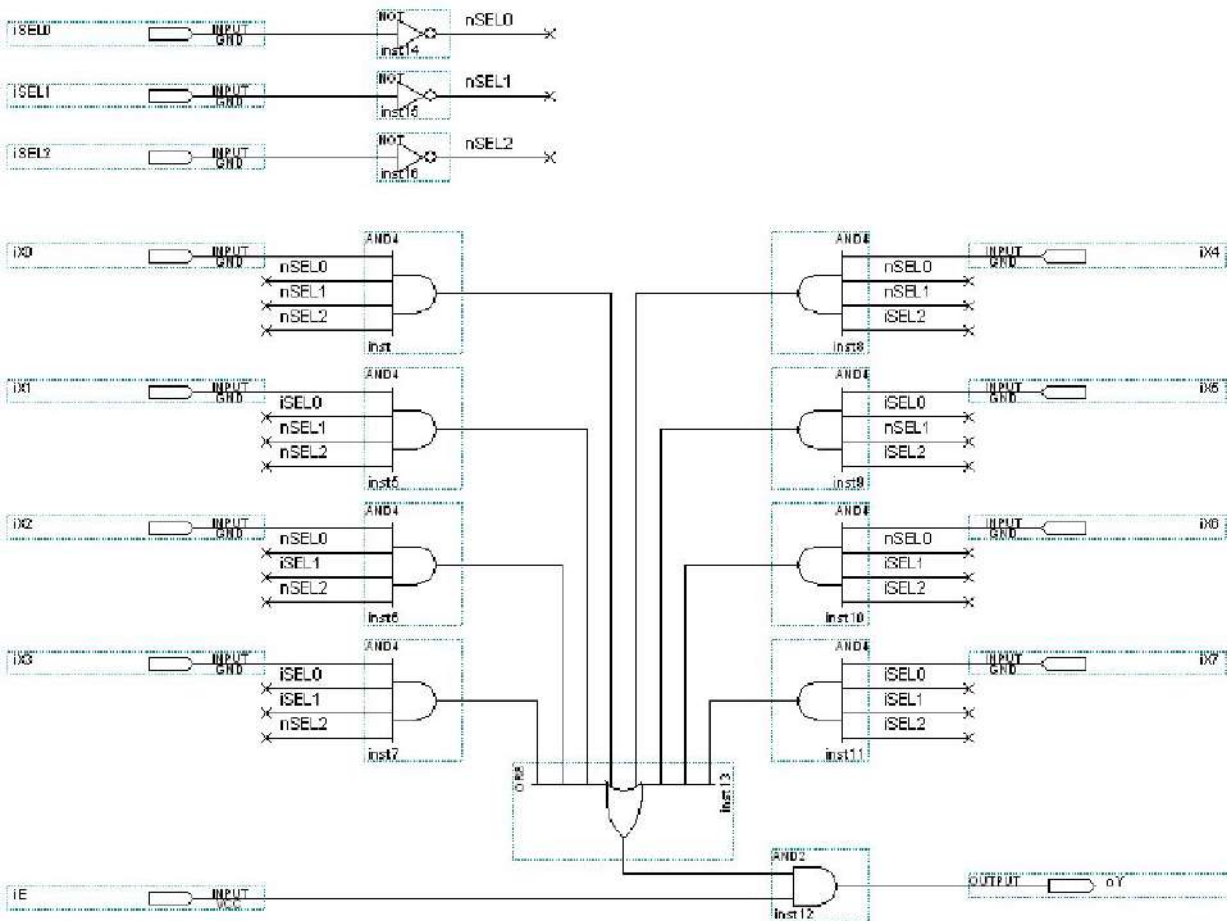 iSEL0 INPUT GND NOT inst14 nSEL0
iSEL1 INPUT GND NOT inst15 nSEL1
iSEL2 INPUT GND NOT inst16 nSEL2
iX0 INPUT GND AND4
nSEL0
nSEL1
nSEL2
inst
AND4 INPUT GND iX4
nSEL0
nSEL1
iSEL2
inst8
iX1 INPUT GND AND4
iSEL0
nSEL1
nSEL2
inst5
AND4 INPUT GND iX5
iSEL0
nSEL1
iSEL2
inst9
iX2 INPUT GND AND4
nSEL0
iSEL1
nSEL2
inst6
AND4 INPUT GND iX6
nSEL0
iSEL1
iSEL2
inst10
iX3 INPUT GND AND4
iSEL0
iSEL1
nSEL2
inst7
AND4 INPUT GND iX7
iSEL0
iSEL1
iSEL2
inst11
OR8 inst13
AND2
inst12
iE INPUT VCC
OUTPUT oY